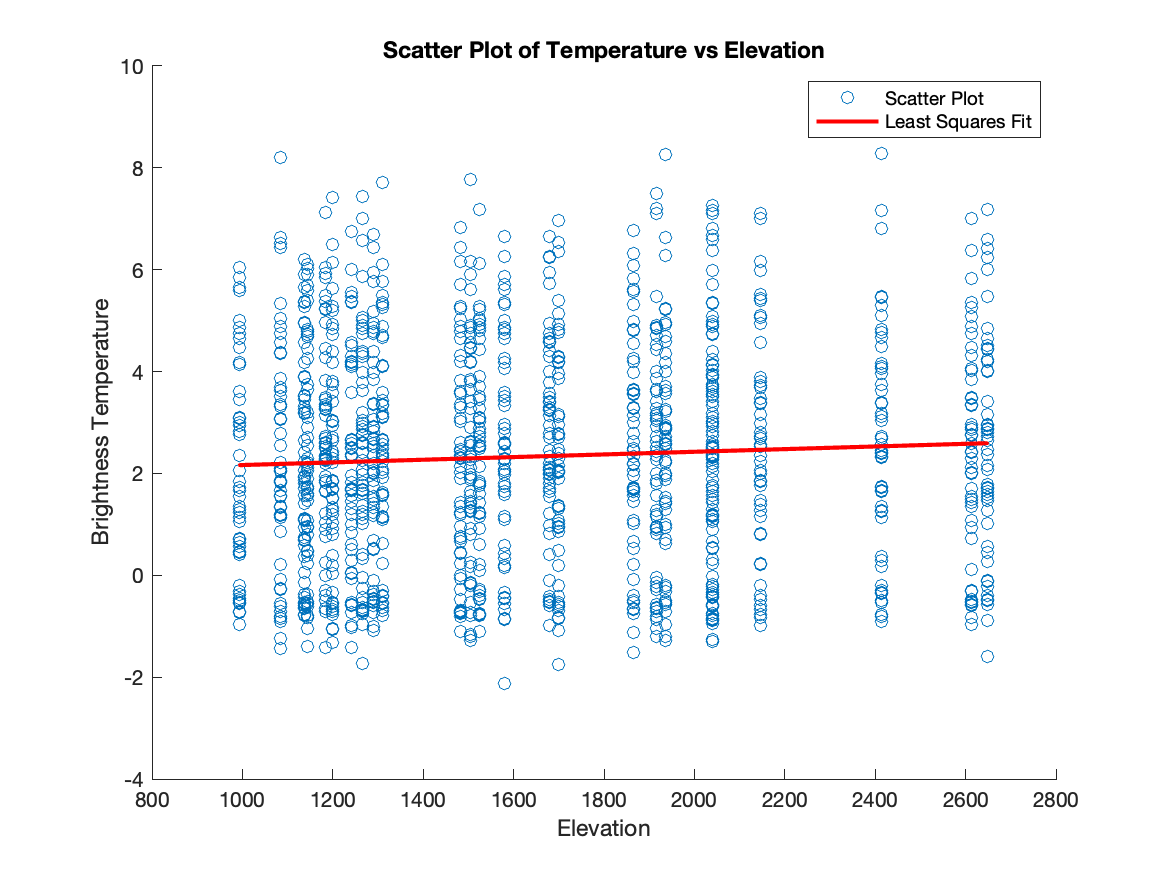 Scatter Plot of Temperature vs Elevation
Scatter Plot
Least Squares Fit
10
8
6
4
2
0
-2
-4
Brightness Temperature
800 1000 1200 1400 1600 1800 2000 2200 2400 2600 2800
Elevation